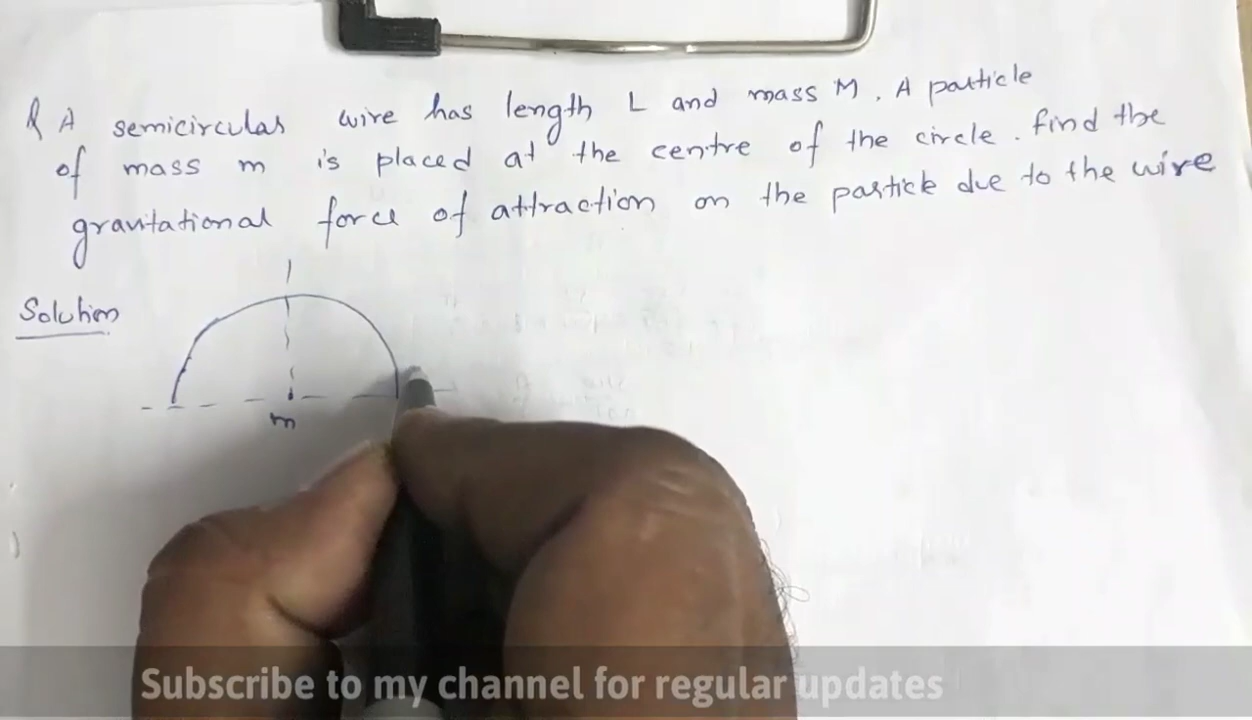 Q A semicircular wire has length L and mass M. A particle
of mass m is placed at the centre of the circle. find the
gravitational force of attraction on the particle due to the wire
Solution
m
Subscribe to my channel for regular updates